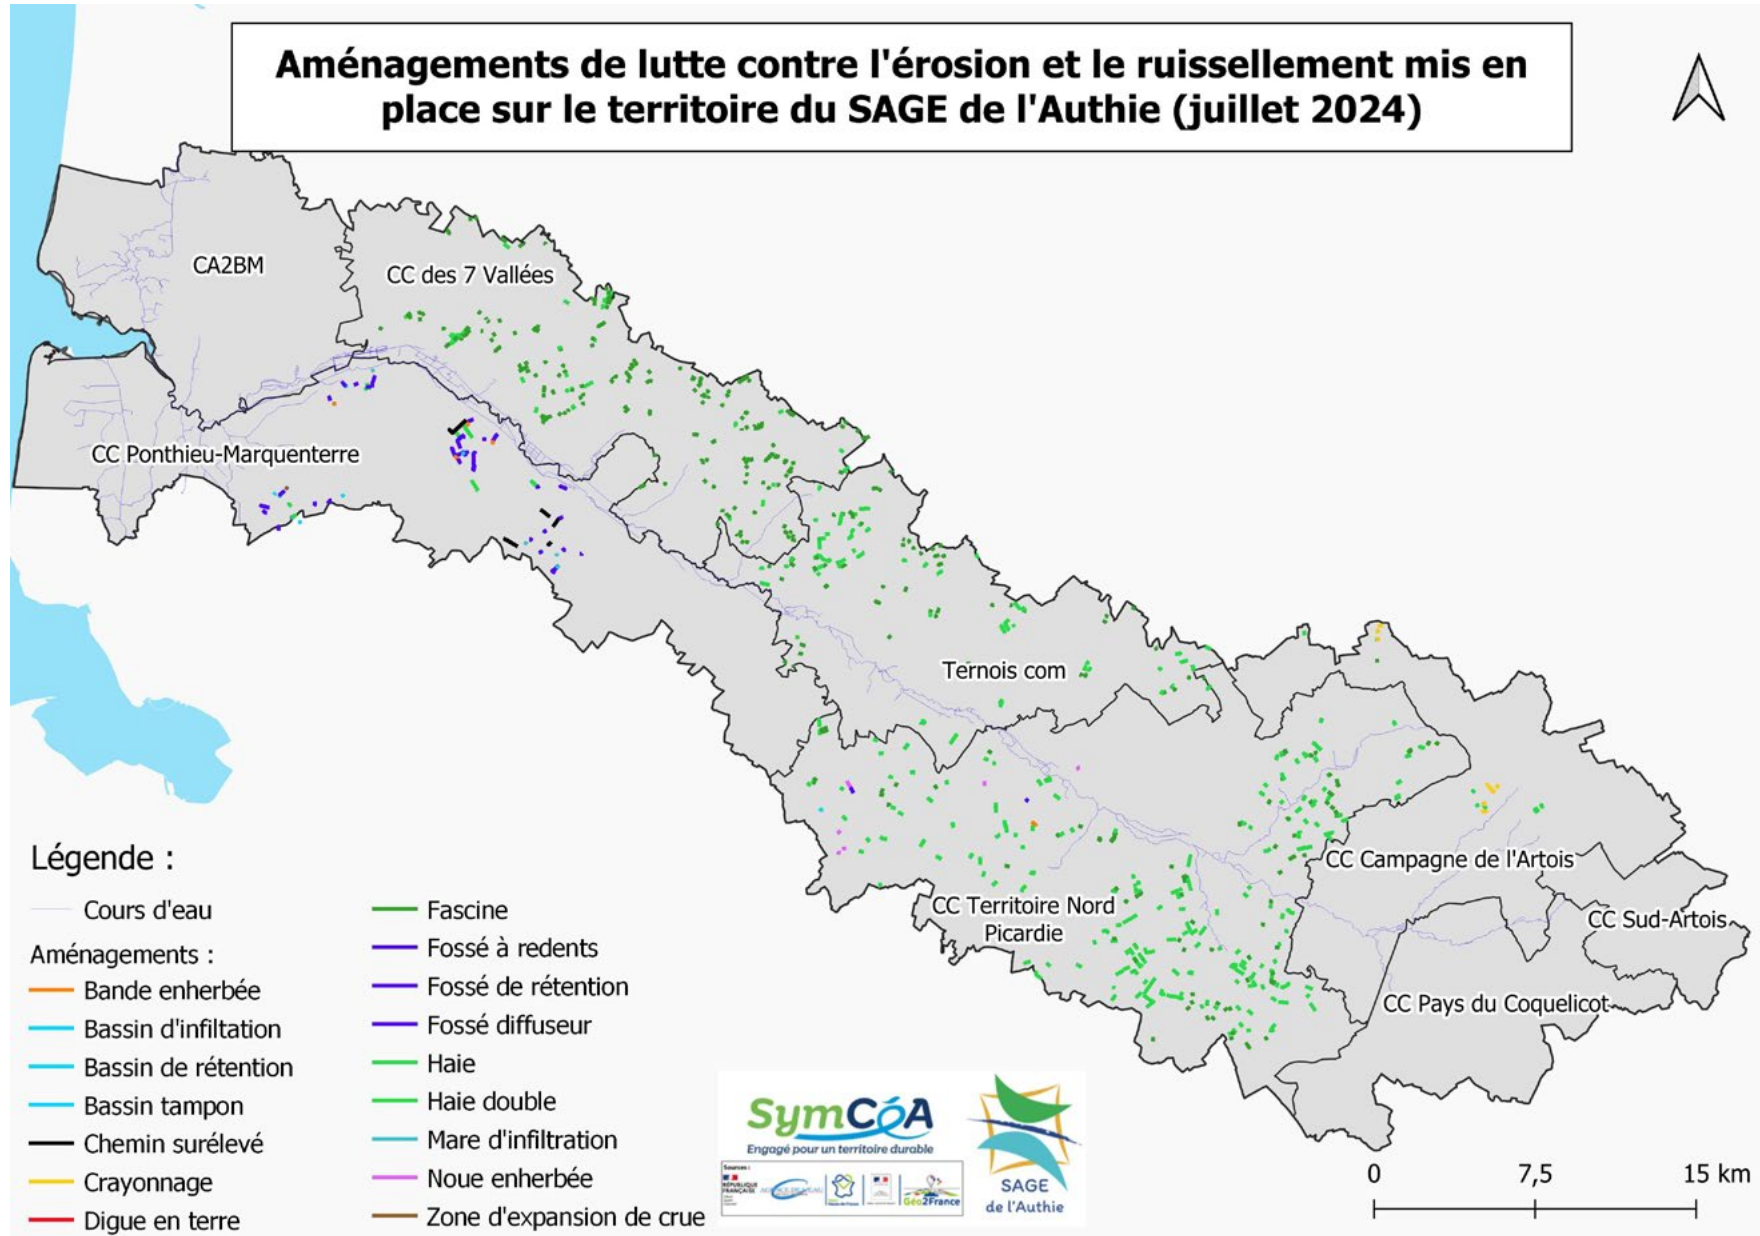 Aménagements de lutte contre l'érosion et le ruissellement mis en
place sur le territoire du SAGE de l'Authie (juillet 2024)
CA2BM
CC des 7 Vallées
CC Ponthieu-Marquenterre
Ternois com
CC Campagne de l'Artois
CC Territoire Nord
Picardie
CC Sud-Artois
CC Pays du Coquelicot
Légende :
Cours d'eau
Aménagements :
Bande enherbée
Bassin d'infiltation
Bassin de rétention
Bassin tampon
Chemin surélevé
Crayonnage
Digue en terre
Fascine
Fossé à redents
Fossé de rétention
Fossé diffuseur
Haie
Haie double
Mare d'infiltration
Noue enherbée
Zone d'expansion de crue
SymCéA
Engagé pour un territoire durable
Sources :
RÉPUBLIQUE
FRANÇAISE
AGENCE DE L'EAU
Géo2France
SAGE
de l'Authie
0 7,5 15 km